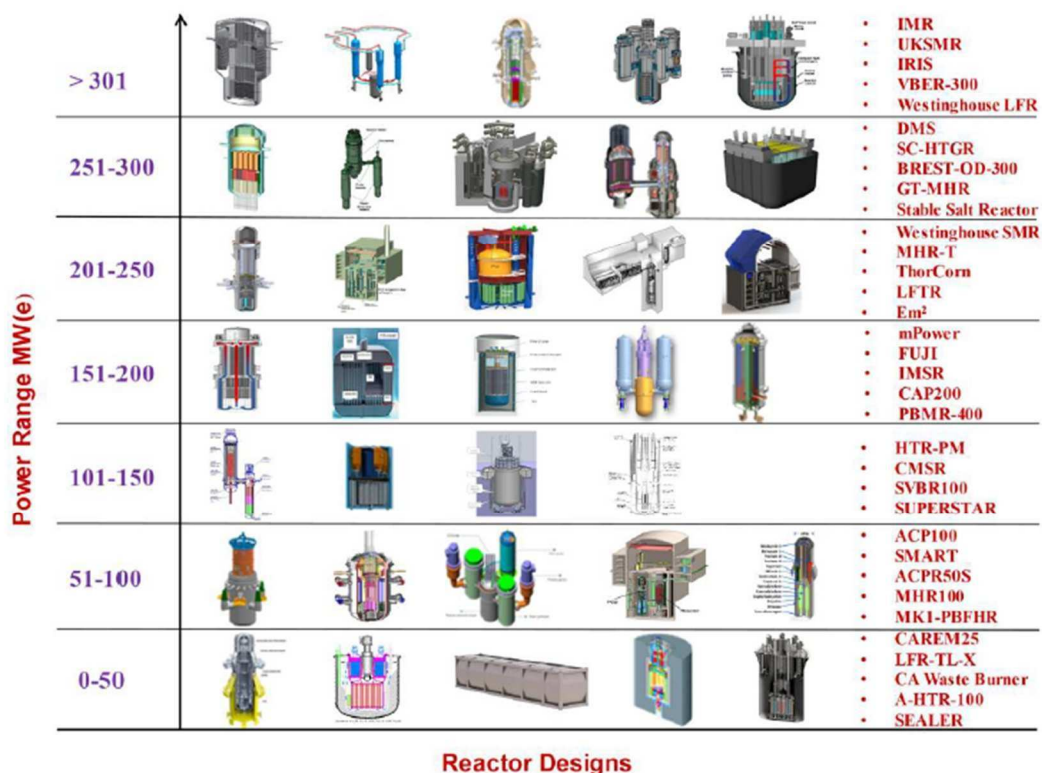 > 301
• IMR
• UKSMR
• IRIS
• VBER-300
• Westinghouse LFR
251-300
• DMS
• SC-HTGR
• BREST-OD-300
• GT-MHR
• Stable Salt Reactor
201-250
• Westinghouse SMR
• MHR-T
• ThorCorn
• LFTR
• Em²
151-200
• mPower
• FUJI
• IMSR
• CAP200
• PBMR-400
101-150
• HTR-PM
• CMSR
• SVBR100
• SUPERSTAR
51-100
• ACP100
• SMART
• ACPR50S
• MHR100
• MK1-PBFHR
0-50
• CAREM25
• LFR-TL-X
• CA Waste Burner
• A-HTR-100
• SEALER
Power Range MW(e)
Reactor Designs